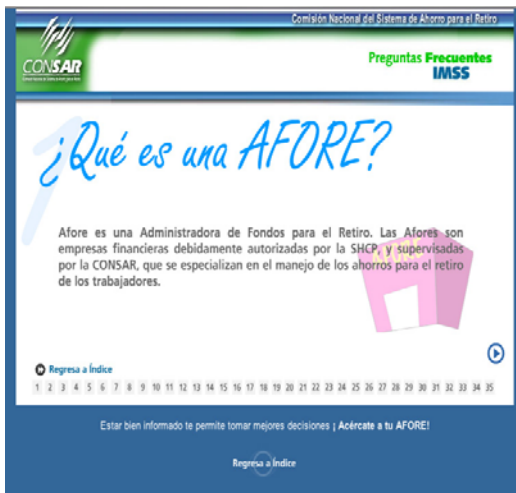 Comisión Nacional del Sistema de Ahorro para el Retiro
CONSAR
Preguntas Frecuentes
IMSS
1
¿Qué es una AFORE?
Afore es una Administradora de Fondos para el Retiro. Las Afores son
empresas financieras debidamente autorizadas por la SHCP, y supervisadas
por la CONSAR, que se especializan en el manejo de los ahorros para el retiro
de los trabajadores.
AFORE
Regresa a Índice
1 2 3 4 5 6 7 8 9 10 11 12 13 14 15 16 17 18 19 20 21 22 23 24 25 26 27 28 29 30 31 32 33 34 35
Estar bien informado te permite tomar mejores decisiones ¡ Acércate a tu AFORE!
Regresa a Índice